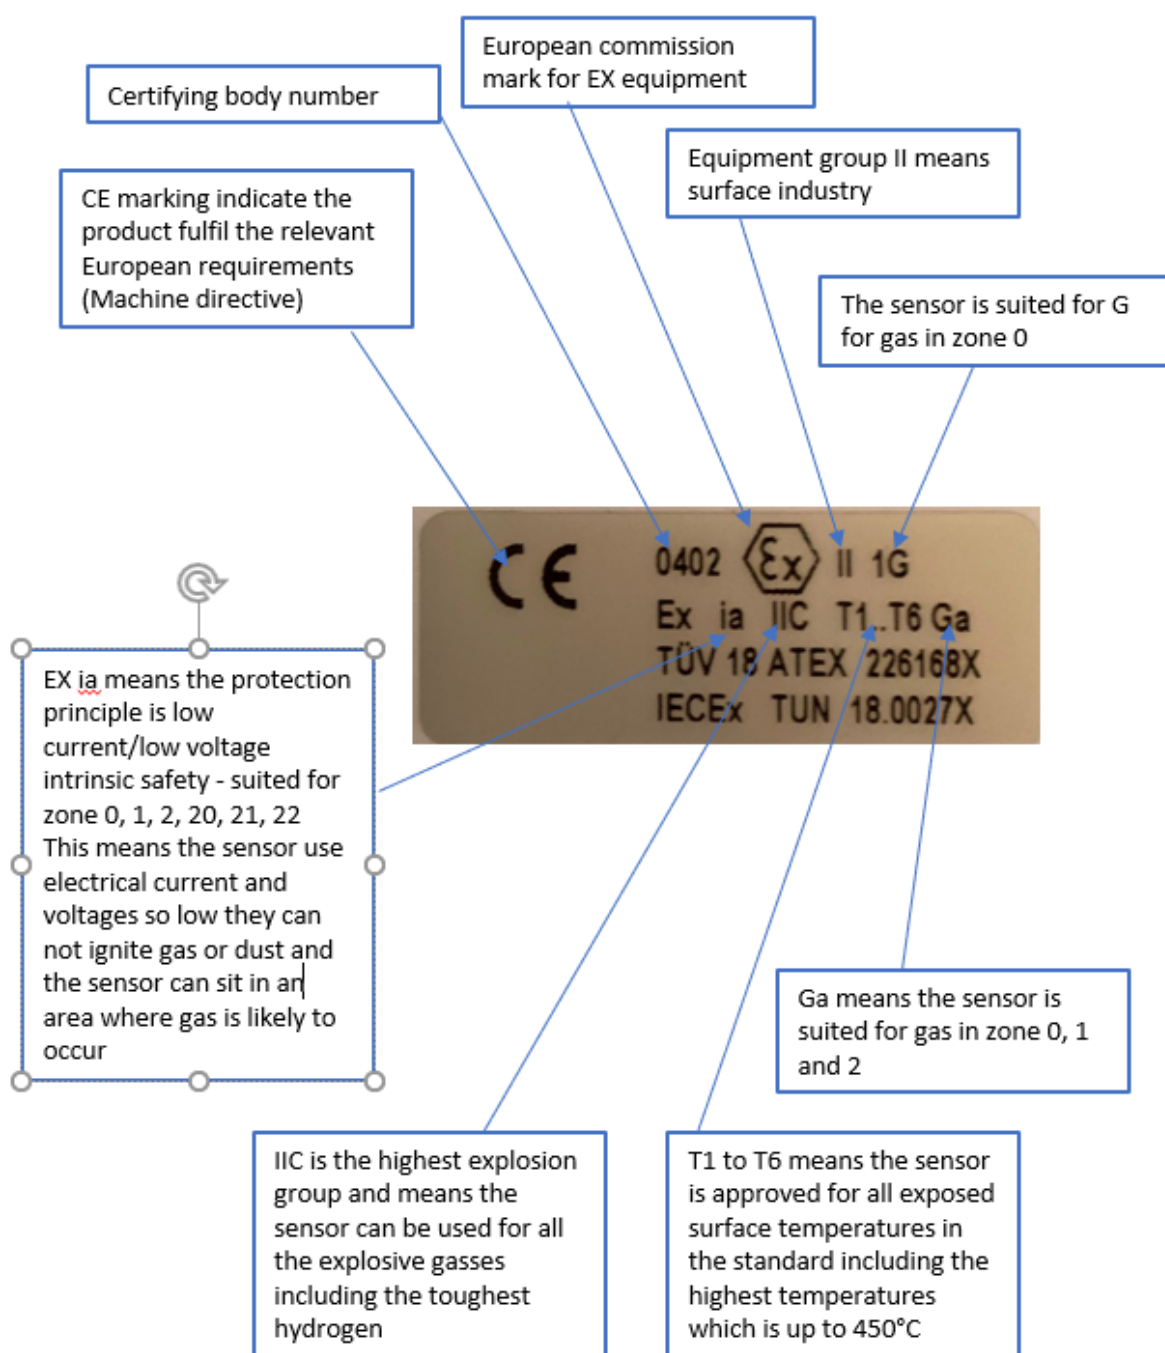 European commission
mark for EX equipment
Certifying body number
Equipment group II means
surface industry
CE marking indicate the
product fulfil the relevant
European requirements
(Machine directive)
The sensor is suited for G
for gas in zone 0
CE 0402 Ex II 1G
Ex ia IIC T1..T6 Ga
TÜV 18 ATEX 226168X
IECEx TUN 18.0027X
EX ia means the protection
principle is low
current/low voltage
intrinsic safety - suited for
zone 0, 1, 2, 20, 21, 22
This means the sensor use
electrical current and
voltages so low they can
not ignite gas or dust and
the sensor can sit in an
area where gas is likely to
occur
Ga means the sensor is
suited for gas in zone 0, 1
and 2
IIC is the highest explosion
group and means the
sensor can be used for all
the explosive gasses
including the toughest
hydrogen
T1 to T6 means the sensor
is approved for all exposed
surface temperatures in
the standard including the
highest temperatures
which is up to 450°C